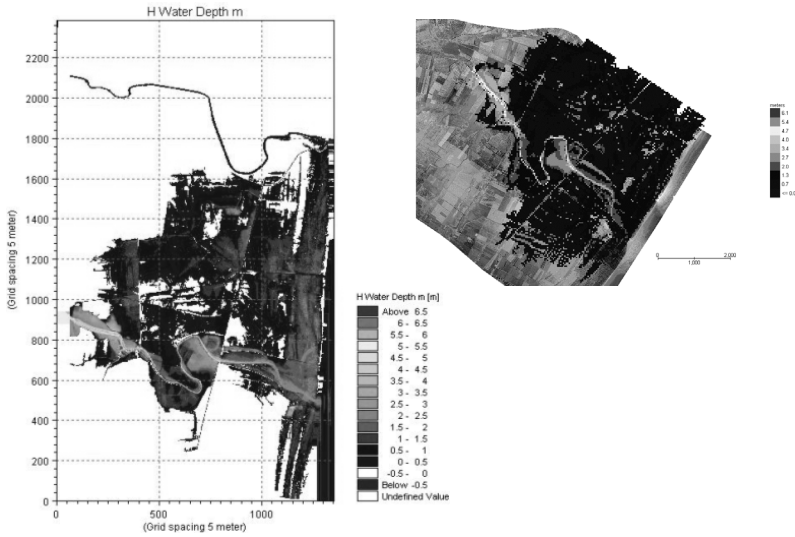 H Water Depth m
2200
2000
1800
1600
1400
1200
1000
800
600
400
200
0
(Grid spacing 5 meter)
0
500
1000
(Grid spacing 5 meter)
H Water Depth m [m]
Above 6.5
6 - 6.5
5.5 - 6
5 - 5.5
4.5 - 5
4 - 4.5
3.5 - 4
3 - 3.5
2.5 - 3
2 - 2.5
1.5 - 2
1 - 1.5
0.5 - 1
0 - 0.5
-0.5 - 0
Below -0.5
Undefined Value
meters
6.1
5.4
4.7
4.0
3.4
2.7
2.0
1.3
0.7
0
1,000
2,000